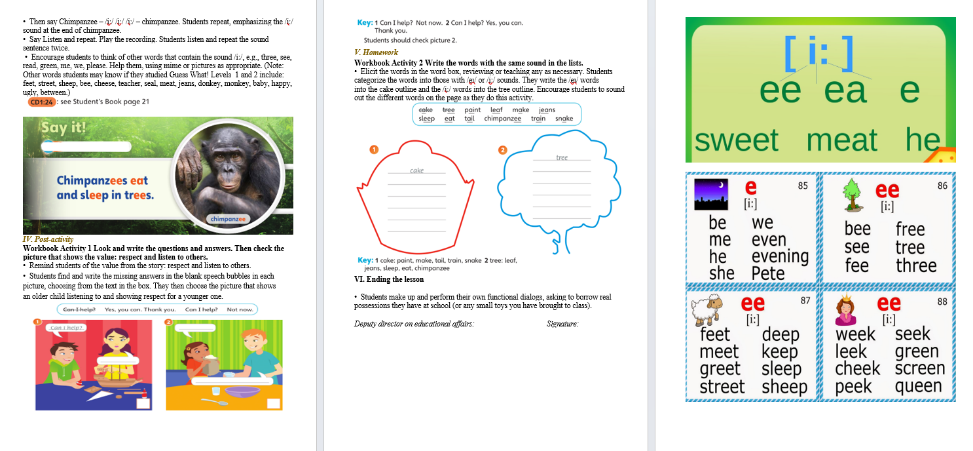 • Then say Chimpanzee – /iː/ /iː/ /iː/ – chimpanzee. Students repeat, emphasizing the /iː/
sound at the end of chimpanzee.
• Say Listen and repeat. Play the recording. Students listen and repeat the sound
sentence twice.
• Encourage students to think of other words that contain the sound /iː/, e.g., three, see,
read, green, me, we, please. Help them, using mime or pictures as appropriate. (Note:
Other words students may know if they studied Guess What! Levels 1 and 2 include:
feet, street, sheep, bee, cheese, teacher, seal, meat, jeans, donkey, monkey, baby, happy,
ugly, between.)
CD1:24 : see Student's Book page 21
Say it!
Chimpanzees eat
and sleep in trees.
chimpanzee
IV. Post-activity
Workbook Activity 1 Look and write the questions and answers. Then check the
picture that shows the value: respect and listen to others.
• Remind students of the value from the story: respect and listen to others.
• Students find and write the missing answers in the blank speech bubbles in each
picture, choosing from the text in the box. They then choose the picture that shows
an older child listening to and showing respect for a younger one.
Can I help? Yes, you can. Thank you. Can I help? Not now.
1
Can I help?
2
Key: 1 Can I help? Not now. 2 Can I help? Yes, you can.
Thank you.
Students should check picture 2.
V. Homework
Workbook Activity 2 Write the words with the same sound in the lists.
• Elicit the words in the word box, reviewing or teaching any as necessary. Students
categorize the words into those with /eɪ/ or /iː/ sounds. They write the /eɪ/ words
into the cake outline and the /iː/ words into the tree outline. Encourage students to sound
out the different words on the page as they do this activity.
cake tree paint leaf make jeans
sleep eat tail chimpanzee train snake
1
cake
2
tree
Key: 1 cake: paint, make, tail, train, snake 2 tree: leaf,
jeans, sleep, eat, chimpanzee
VI. Ending the lesson
• Students make up and perform their own functional dialogs, asking to borrow real
possessions they have at school (or any small toys you have brought to class).
Deputy director on educational affairs: Signature:
[ iː ]
ee ea e
sweet meat he
e 85
[iː]
be we
me even
he evening
she Pete
ee 86
[iː]
bee free
see tree
fee three
ee 87
[iː]
feet deep
meet keep
greet sleep
street sheep
ee 88
[iː]
week seek
leek green
cheek screen
peek queen